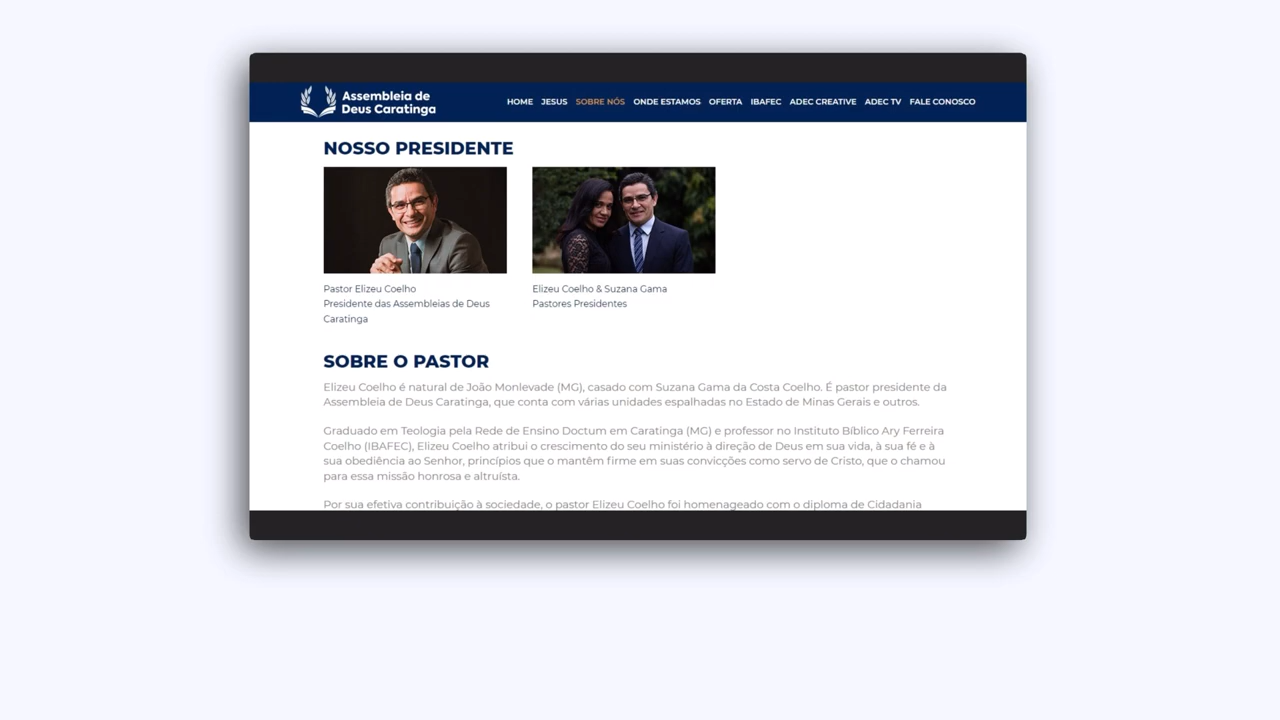 Assembleia de
Deus Caratinga
HOME JESUS SOBRE NÓS ONDE ESTAMOS OFERTA IBAFEC ADEC CREATIVE ADEC TV FALE CONOSCO
NOSSO PRESIDENTE
Pastor Elizeu Coelho
Presidente das Assembleias de Deus
Caratinga
Elizeu Coelho & Suzana Gama
Pastores Presidentes
SOBRE O PASTOR
Elizeu Coelho é natural de João Monlevade (MG), casado com Suzana Gama da Costa Coelho. É pastor presidente da
Assembleia de Deus Caratinga, que conta com várias unidades espalhadas no Estado de Minas Gerais e outros.
Graduado em Teologia pela Rede de Ensino Doctum em Caratinga (MG) e professor no Instituto Bíblico Ary Ferreira
Coelho (IBAFEC), Elizeu Coelho atribui o crescimento do seu ministério à direção de Deus em sua vida, à sua fé e à
sua obediência ao Senhor, princípios que o mantêm firme em suas convicções como servo de Cristo, que o chamou
para essa missão honrosa e altruísta.
Por sua efetiva contribuição à sociedade, o pastor Elizeu Coelho foi homenageado com o diploma de Cidadania